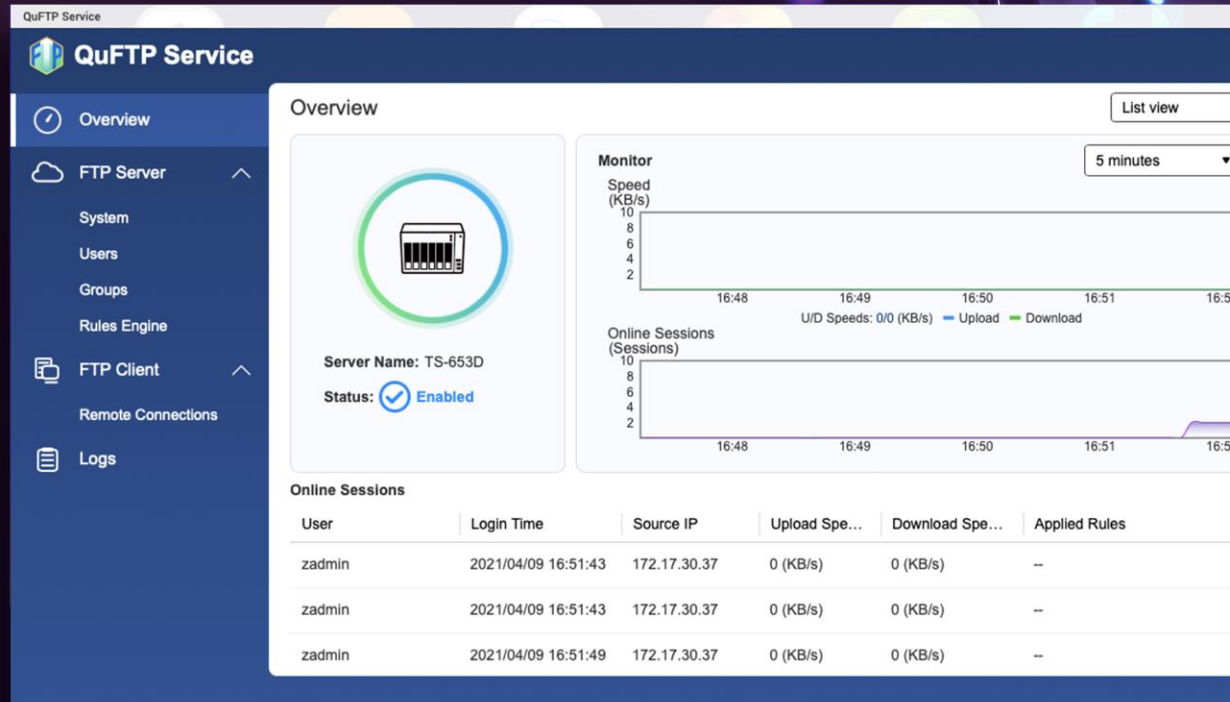 QuFTP Service
QuFTP Service
Overview
FTP Server
System
Users
Groups
Rules Engine
FTP Client
Remote Connections
Logs
Overview
List view
Server Name: TS-653D
Status: Enabled
Monitor
5 minutes
Speed
(KB/s)
10
8
6
4
2
16:48 16:49 16:50 16:51 16:5
U/D Speeds: 0/0 (KB/s) Upload Download
Online Sessions
(Sessions)
10
8
6
4
2
16:48 16:49 16:50 16:51 16:5
Online Sessions
User Login Time Source IP Upload Spe... Download Spe... Applied Rules
zadmin 2021/04/09 16:51:43 172.17.30.37 0 (KB/s) 0 (KB/s) --
zadmin 2021/04/09 16:51:43 172.17.30.37 0 (KB/s) 0 (KB/s) --
zadmin 2021/04/09 16:51:49 172.17.30.37 0 (KB/s) 0 (KB/s) --